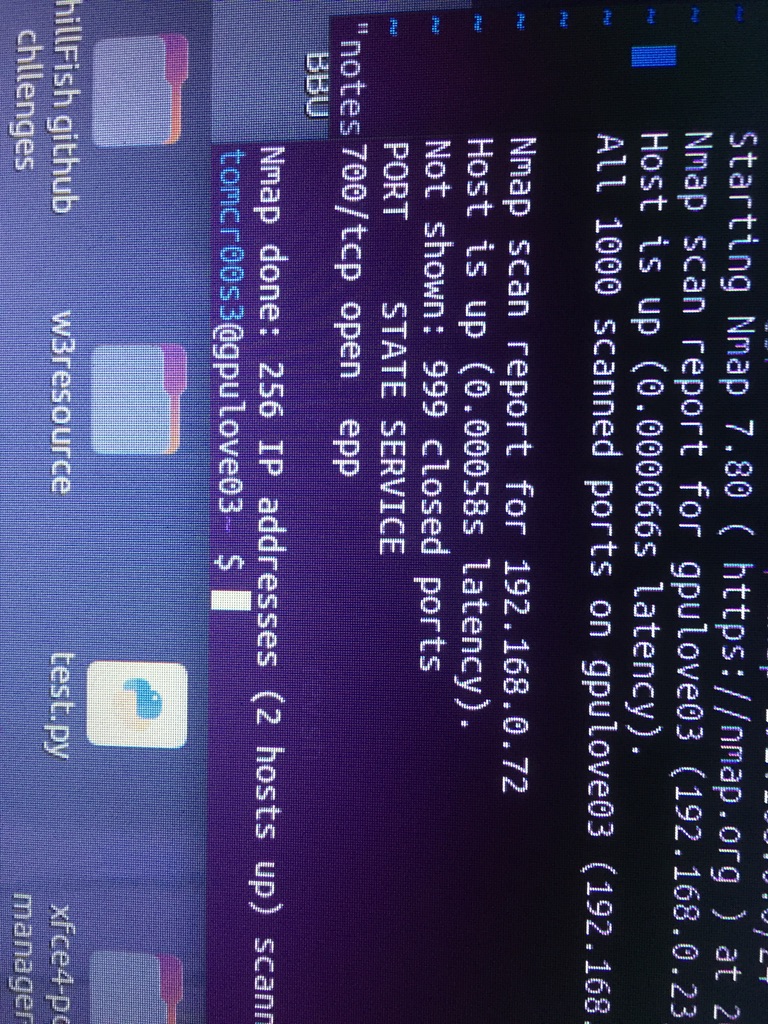 Starting Nmap 7.80 ( https://nmap.org ) at 2
Nmap scan report for gpulove03 (192.168.0.23
Host is up (0.0000066s latency).
All 1000 scanned ports on gpulove03 (192.168.
Nmap scan report for 192.168.0.72
Host is up (0.00058s latency).
Not shown: 999 closed ports
PORT    STATE SERVICE
700/tcp open  epp
Nmap done: 256 IP addresses (2 hosts up) scann
tomcr00s3@gpulove03~ $
~
~
~
~
~
~
~
~
~
"notes
BBU
hillFish github
chllenges
w3resource
test.py
xfce4-po
manager